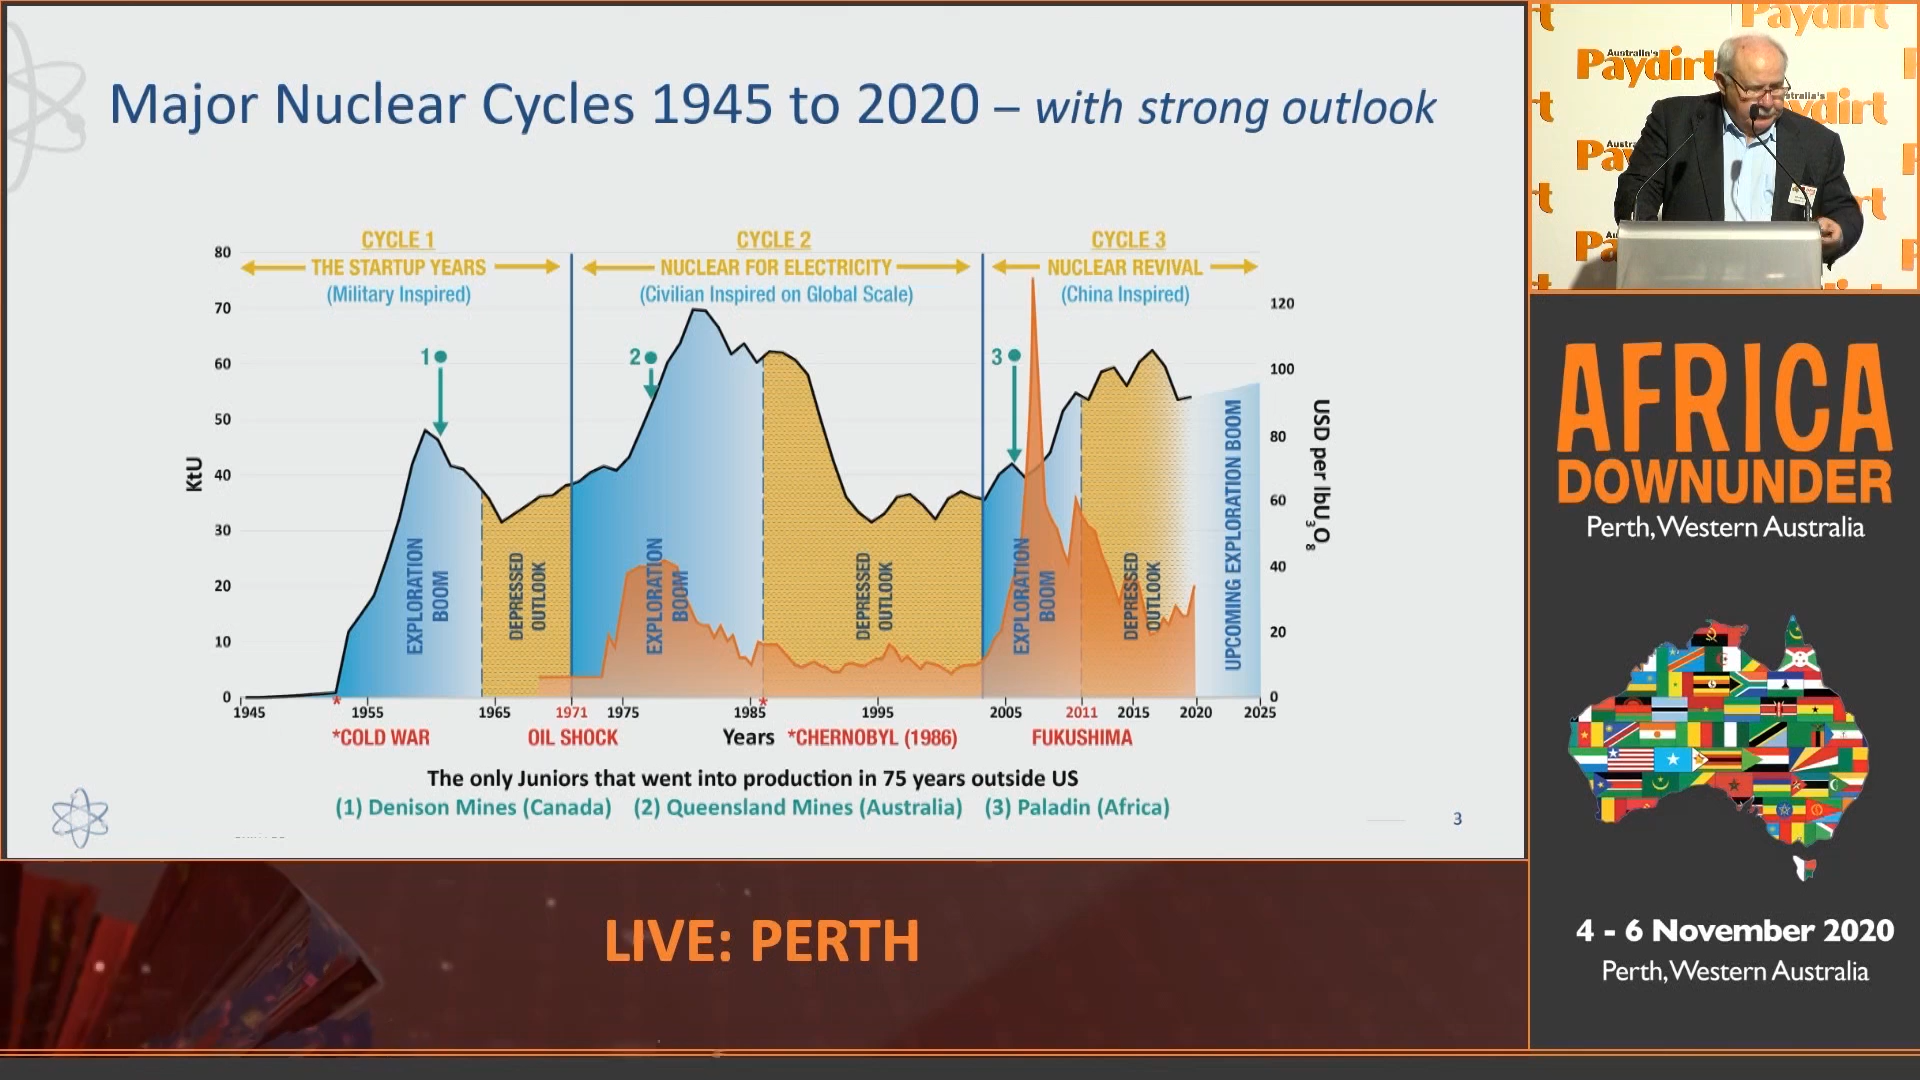 Major Nuclear Cycles 1945 to 2020 – with strong outlook
CYCLE 1
THE STARTUP YEARS
(Military Inspired)
CYCLE 2
NUCLEAR FOR ELECTRICITY
(Civilian Inspired on Global Scale)
CYCLE 3
NUCLEAR REVIVAL
(China Inspired)
80
70
60
50
40
30
20
10
0
KtU
120
100
80
60
40
20
0
USD per lbU3O8
1
2
3
EXPLORATION
BOOM
DEPRESSED
OUTLOOK
EXPLORATION
BOOM
DEPRESSED
OUTLOOK
EXPLORATION
BOOM
DEPRESSED
OUTLOOK
UPCOMING EXPLORATION BOOM
1945 1955 1965 1971 1975 1985 1995 2005 2011 2015 2020 2025
*
*
*COLD WAR OIL SHOCK Years *CHERNOBYL (1986) FUKUSHIMA
The only Juniors that went into production in 75 years outside US
(1) Denison Mines (Canada) (2) Queensland Mines (Australia) (3) Paladin (Africa)
3
LIVE: PERTH
Paydirt
Australia's
Paydirt
AFRICA
DOWNUNDER
Perth, Western Australia
4 - 6 November 2020
Perth, Western Australia